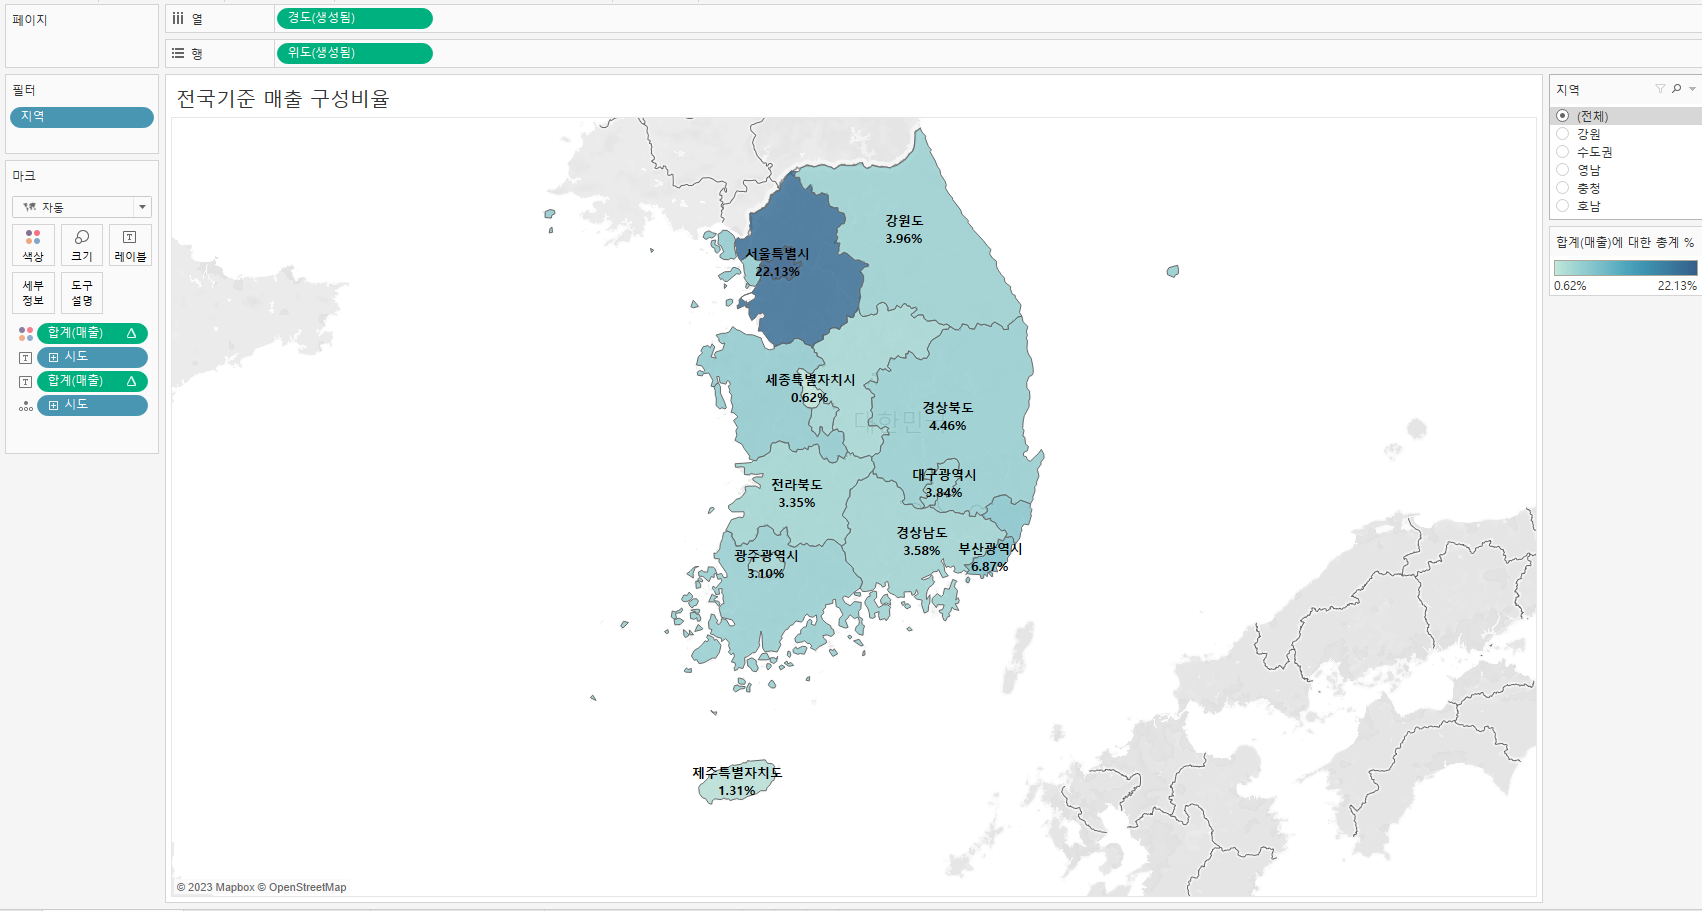 페이지
열
경도(생성됨)
행
위도(생성됨)
필터
지역
마크
자동
색상
크기
레이블
세부
정보
도구
설명
합계(매출)
시도
합계(매출)
시도
전국기준 매출 구성비율
강원도
3.96%
서울특별시
22.13%
세종특별자치시
0.62%
대한민
경상북도
4.46%
대구광역시
3.84%
전라북도
3.35%
경상남도
3.58%
부산광역시
6.87%
광주광역시
3.10%
제주특별자치도
1.31%
© 2023 Mapbox © OpenStreetMap
지역
(전체)
강원
수도권
영남
충청
호남
합계(매출)에 대한 총계 %
0.62% 22.13%